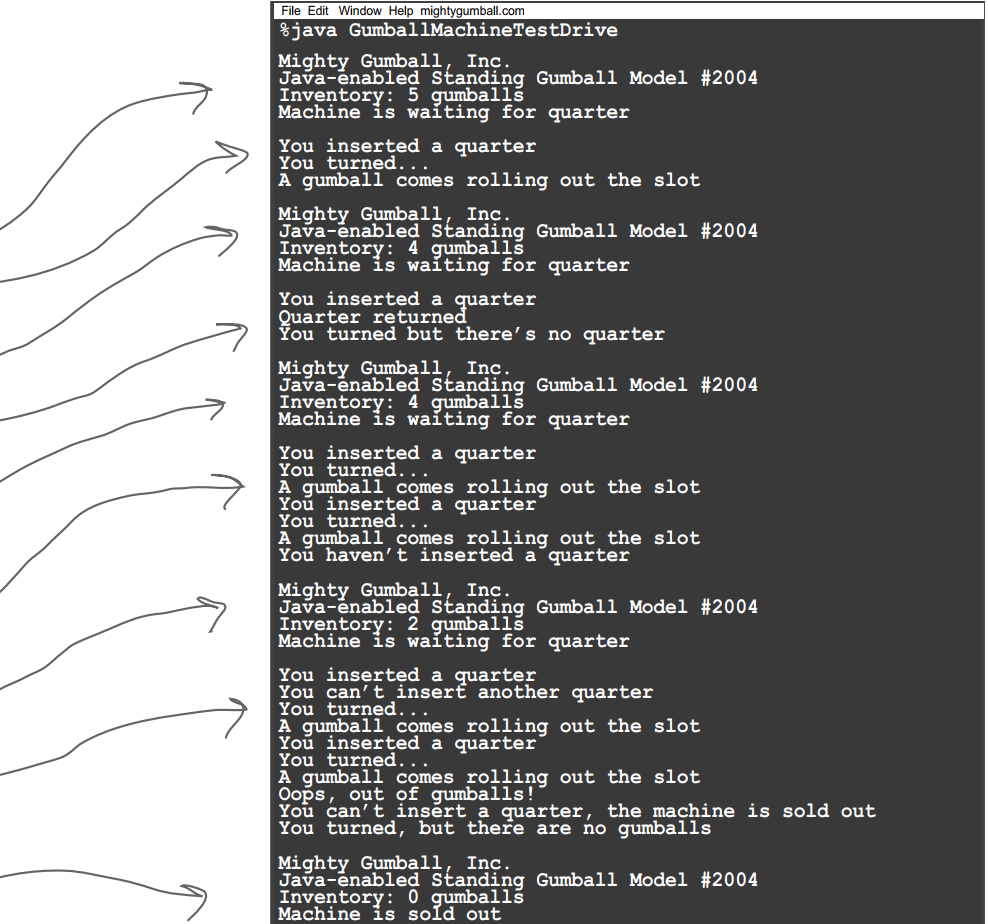 File Edit Window Help mightygumball.com
%java GumballMachineTestDrive
Mighty Gumball, Inc.
Java-enabled Standing Gumball Model #2004
Inventory: 5 gumballs
Machine is waiting for quarter
You inserted a quarter
You turned...
A gumball comes rolling out the slot
Mighty Gumball, Inc.
Java-enabled Standing Gumball Model #2004
Inventory: 4 gumballs
Machine is waiting for quarter
You inserted a quarter
Quarter returned
You turned but there’s no quarter
Mighty Gumball, Inc.
Java-enabled Standing Gumball Model #2004
Inventory: 4 gumballs
Machine is waiting for quarter
You inserted a quarter
You turned...
A gumball comes rolling out the slot
You inserted a quarter
You turned...
A gumball comes rolling out the slot
You haven’t inserted a quarter
Mighty Gumball, Inc.
Java-enabled Standing Gumball Model #2004
Inventory: 2 gumballs
Machine is waiting for quarter
You inserted a quarter
You can’t insert another quarter
You turned...
A gumball comes rolling out the slot
You inserted a quarter
You turned...
A gumball comes rolling out the slot
Oops, out of gumballs!
You can’t insert a quarter, the machine is sold out
You turned, but there are no gumballs
Mighty Gumball, Inc.
Java-enabled Standing Gumball Model #2004
Inventory: 0 gumballs
Machine is sold out